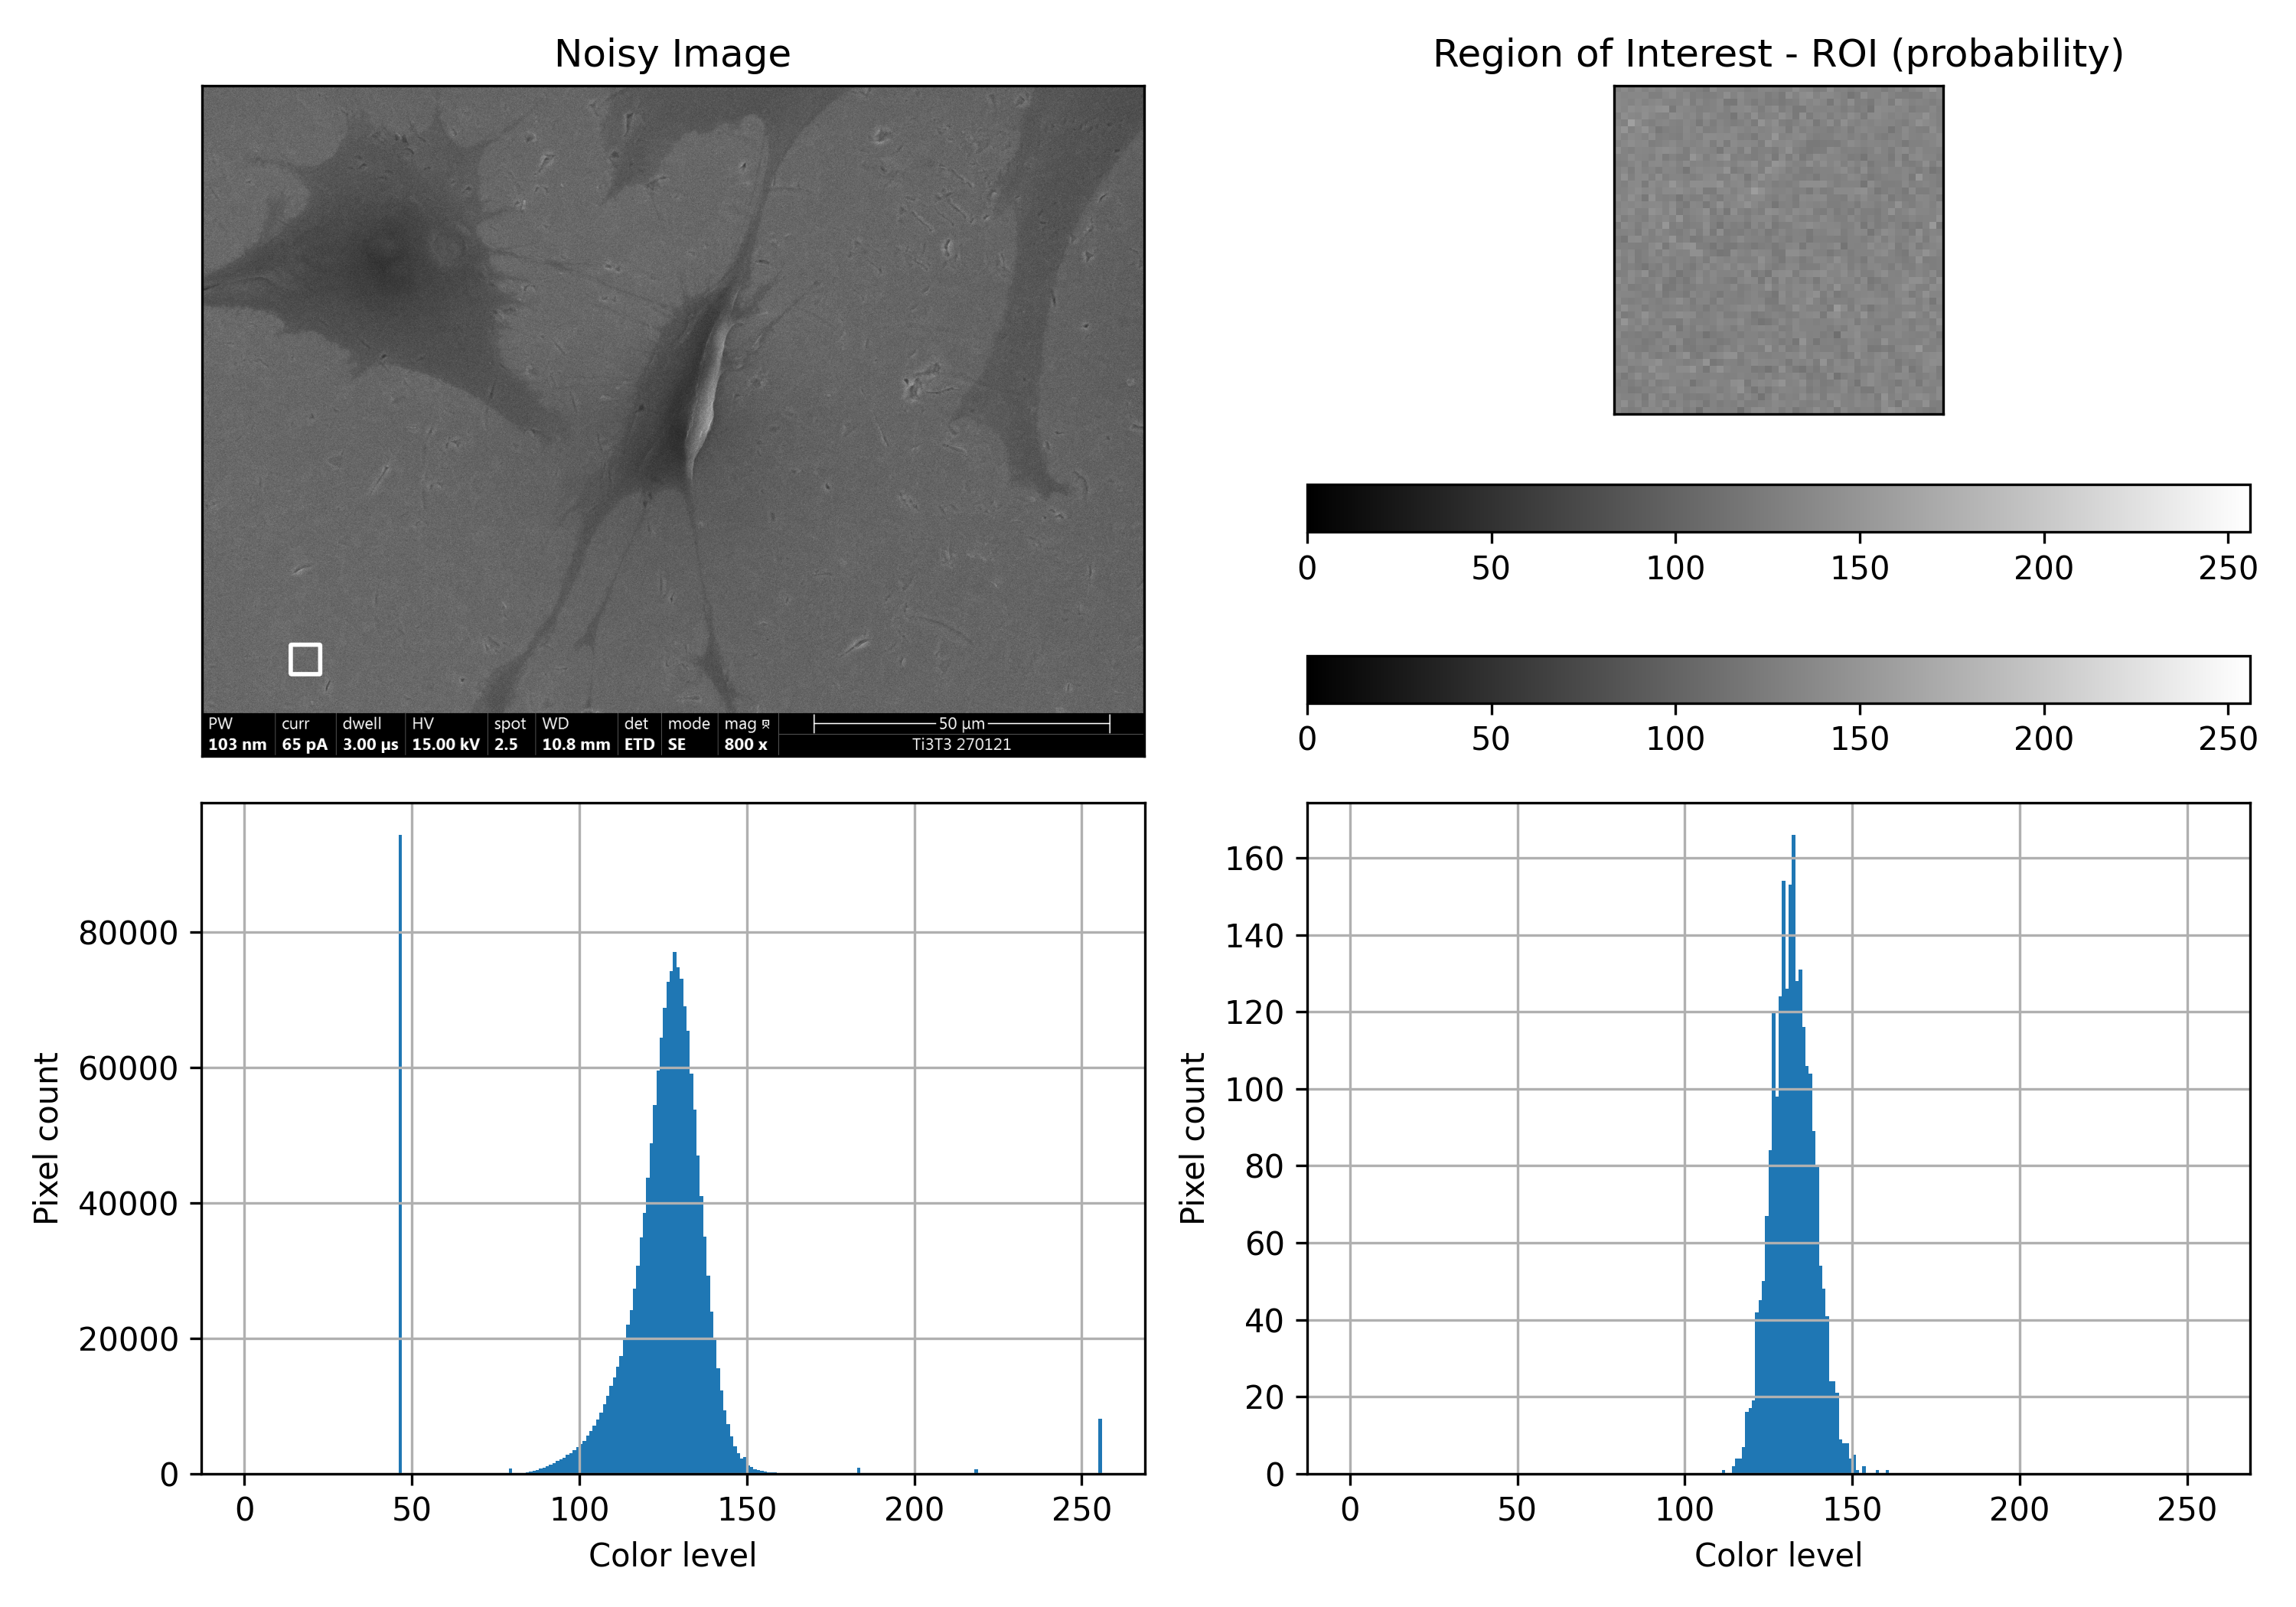 Noisy Image
Region of Interest - ROI (probability)
PW curr dwell HV spot WD det mode mag 50 µm
103 nm 65 pA 3.00 µs 15.00 kV 2.5 10.8 mm ETD SE 800 x Ti3T3 270121
0 50 100 150 200 250
0 50 100 150 200 250
80000
60000
40000
20000
0
Pixel count
0 50 100 150 200 250
Color level
160
140
120
100
80
60
40
20
0
Pixel count
0 50 100 150 200 250
Color level